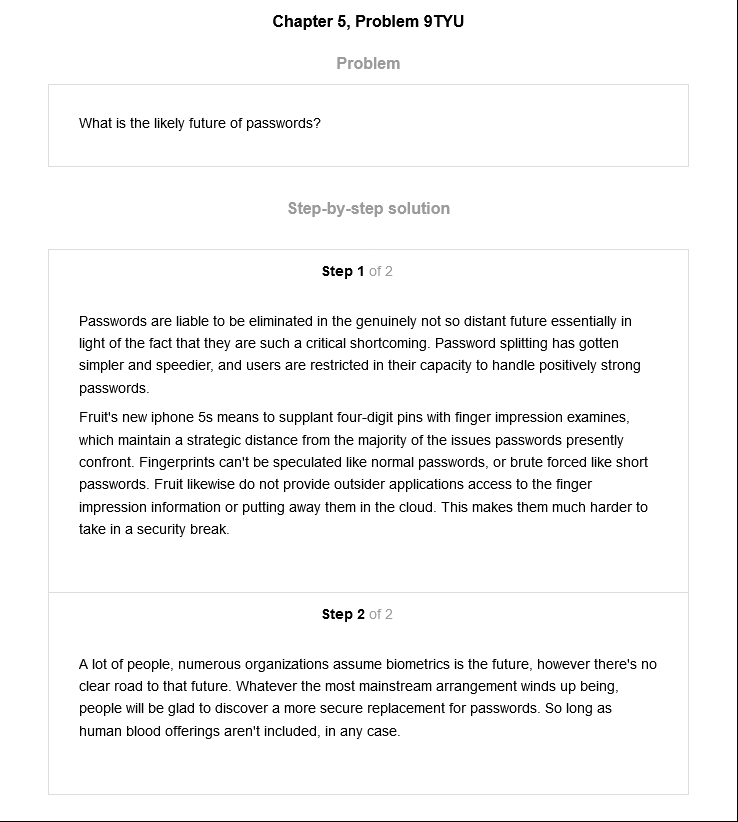 Chapter 5, Problem 9TYU
Problem
What is the likely future of passwords?
Step-by-step solution
Step 1 of 2
Passwords are liable to be eliminated in the genuinely not so distant future essentially in
light of the fact that they are such a critical shortcoming. Password splitting has gotten
simpler and speedier, and users are restricted in their capacity to handle positively strong
passwords.
Fruit's new iphone 5s means to supplant four-digit pins with finger impression examines,
which maintain a strategic distance from the majority of the issues passwords presently
confront. Fingerprints can't be speculated like normal passwords, or brute forced like short
passwords. Fruit likewise do not provide outsider applications access to the finger
impression information or putting away them in the cloud. This makes them much harder to
take in a security break.
Step 2 of 2
A lot of people, numerous organizations assume biometrics is the future, however there's no
clear road to that future. Whatever the most mainstream arrangement winds up being,
people will be glad to discover a more secure replacement for passwords. So long as
human blood offerings aren't included, in any case.